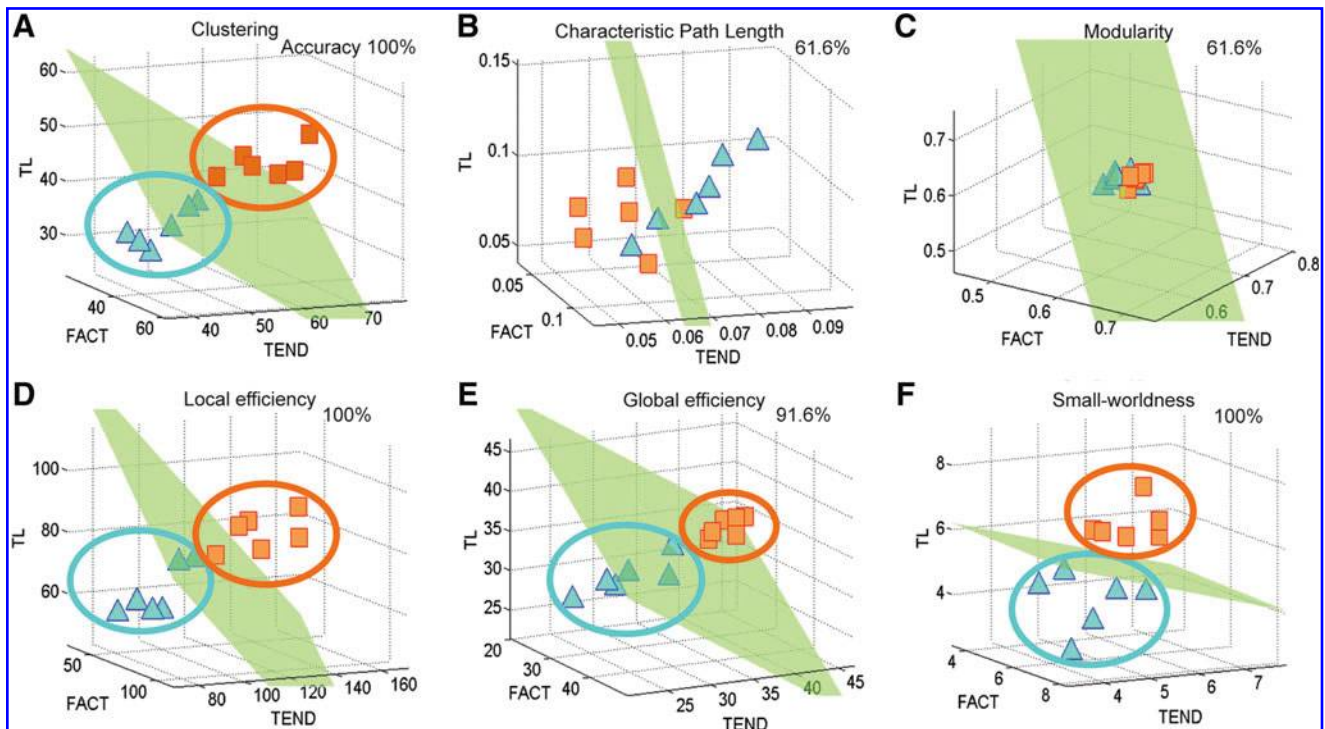 A
Clustering
Accuracy 100%
60
50
40
30
TL
40
60
FACT
40
50
60
70
TEND
B
Characteristic Path Length
61.6%
0.15
0.1
0.05
TL
0.05
0.1
FACT
0.05
0.06
0.07
0.08
0.09
TEND
C
Modularity
61.6%
0.7
0.6
0.5
TL
0.5
0.6
0.7
FACT
0.6
0.7
0.8
TEND
D
Local efficiency
100%
100
80
60
TL
50
100
FACT
80
100
120
140
160
TEND
E
Global efficiency
91.6%
45
40
35
30
25
20
TL
30
40
FACT
25
30
35
40
45
TEND
F
Small-worldness
100%
8
6
4
TL
4
6
8
FACT
4
5
6
7
TEND